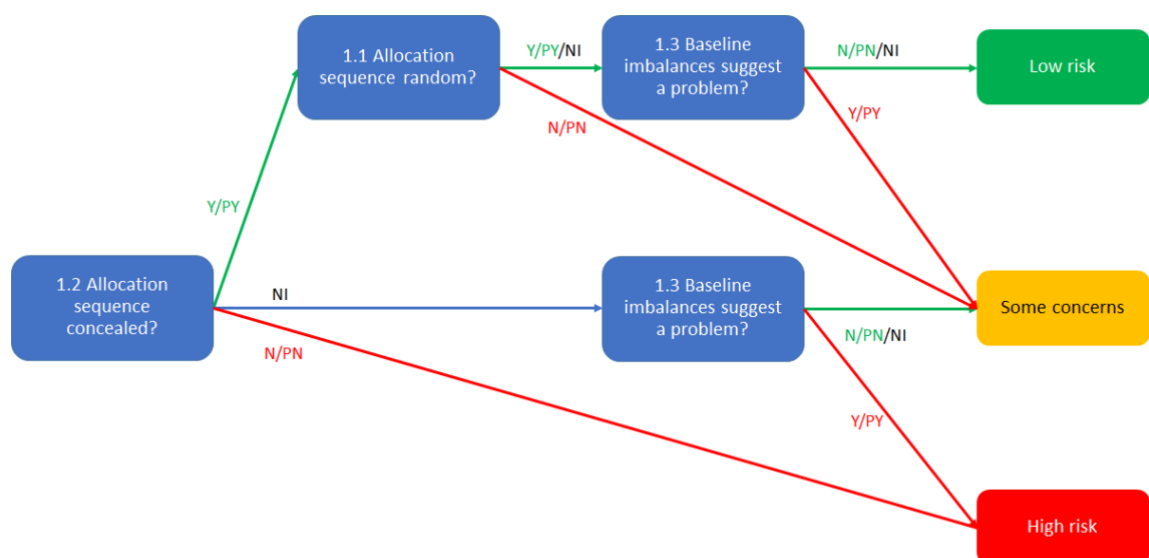 1.1 Allocation
sequence random?
Y/PY/NI
1.3 Baseline
imbalances suggest
a problem?
N/PN/NI
Low risk
N/PN
Y/PY
Y/PY
1.2 Allocation
sequence
concealed?
NI
1.3 Baseline
imbalances suggest
a problem?
Some concerns
N/PN/NI
N/PN
Y/PY
High risk